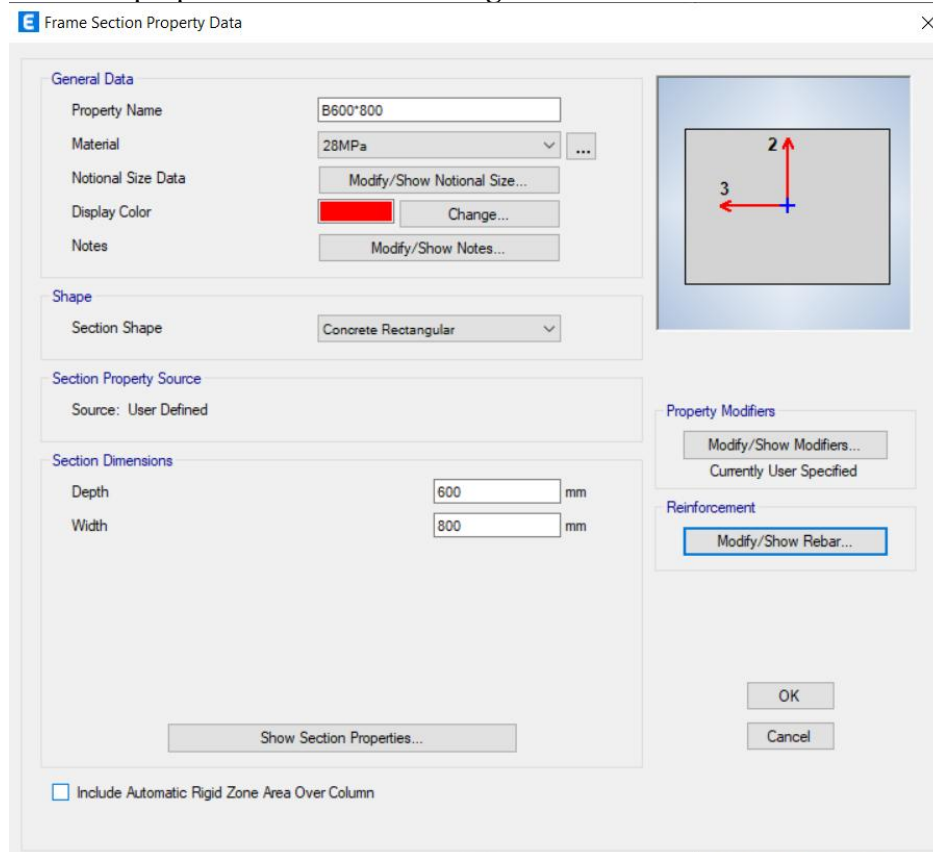 E Frame Section Property Data
General Data
Property Name B600*800
Material 28MPa ...
Notional Size Data Modify/Show Notional Size...
Display Color Change...
Notes Modify/Show Notes...
Shape
Section Shape Concrete Rectangular
Section Property Source
Source: User Defined
Section Dimensions
Depth 600 mm
Width 800 mm
Show Section Properties...
Include Automatic Rigid Zone Area Over Column
2
3
Property Modifiers
Modify/Show Modifiers...
Currently User Specified
Reinforcement
Modify/Show Rebar...
OK
Cancel